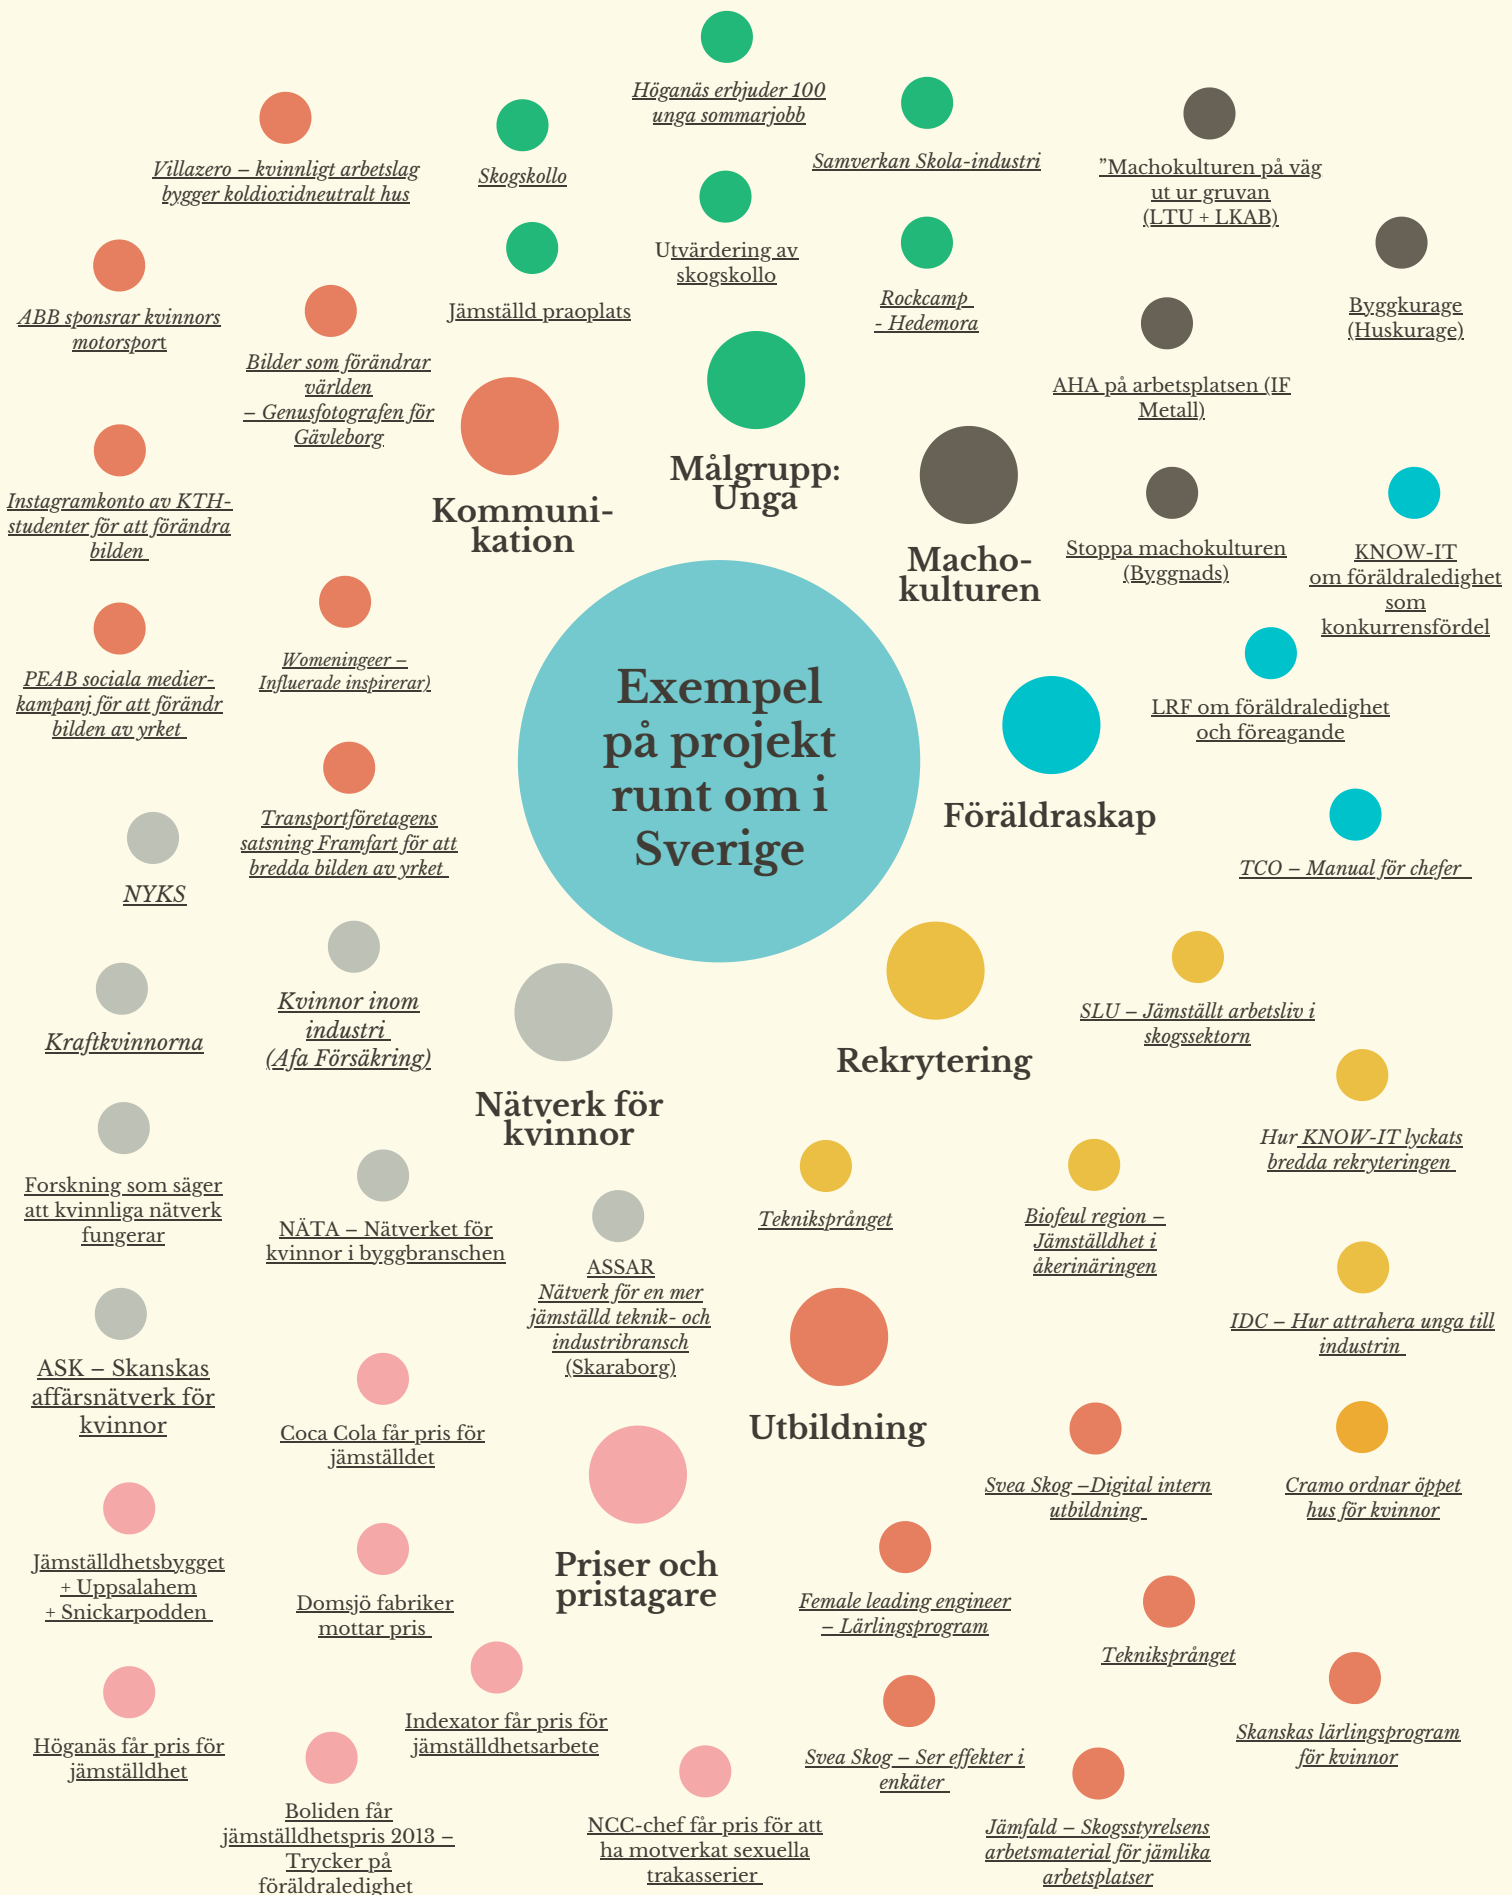 Höganäs erbjuder 100
unga sommarjobb
Villazero – kvinnligt arbetslag
bygger koldioxidneutralt hus
Skogskollo
Samverkan Skola-industri
”Machokulturen på väg
ut ur gruvan
(LTU + LKAB)
Utvärdering av
skogskollo
Jämställd praoplats
Rockcamp
- Hedemora
Byggkurage
(Huskurage)
ABB sponsrar kvinnors
motorsport
Bilder som förändrar
världen
– Genusfotografen för
Gävleborg
AHA på arbetsplatsen (IF
Metall)
Målgrupp:
Unga
Kommuni-
kation
Macho-
kulturen
Instagramkonto av KTH-
studenter för att förändra
bilden
Stoppa machokulturen
(Byggnads)
KNOW-IT
om föräldraledighet
som
konkurrensfördel
Womeningeer –
Influerade inspirerar)
PEAB sociala medier-
kampanj för att förändr
bilden av yrket
Exempel
på projekt
runt om i
Sverige
LRF om föräldraledighet
och föreagande
Föräldraskap
Transportföretagens
satsning Framfart för att
bredda bilden av yrket
TCO – Manual för chefer
NYKS
Kvinnor inom
industri
(Afa Försäkring)
Kraftkvinnorna
SLU – Jämställt arbetsliv i
skogssektorn
Rekrytering
Nätverk för
kvinnor
Hur KNOW-IT lyckats
bredda rekryteringen
Forskning som säger
att kvinnliga nätverk
fungerar
NÄTA – Nätverket för
kvinnor i byggbranschen
Tekniksprånget
Biofeul region –
Jämställdhet i
åkerinäringen
ASSAR
Nätverk för en mer
jämställd teknik- och
industribransch
(Skaraborg)
IDC – Hur attrahera unga till
industrin
ASK – Skanskas
affärsnätverk för
kvinnor
Coca Cola får pris för
jämställdet
Utbildning
Svea Skog –Digital intern
utbildning
Cramo ordnar öppet
hus för kvinnor
Jämställdhetsbygget
+ Uppsalahem
+ Snickarpodden
Domsjö fabriker
mottar pris
Priser och
pristagare
Female leading engineer
– Lärlingsprogram
Tekniksprånget
Höganäs får pris för
jämställdhet
Indexator får pris för
jämställdhetsarbete
Svea Skog – Ser effekter i
enkäter
Skanskas lärlingsprogram
för kvinnor
Boliden får
jämställdhetspris 2013 –
Trycker på
föräldraledighet
NCC-chef får pris för att
ha motverkat sexuella
trakasserier
Jämfald – Skogsstyrelsens
arbetsmaterial för jämlika
arbetsplatser